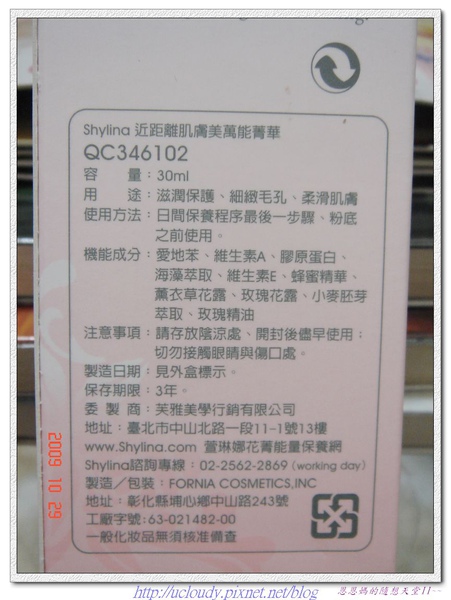 Shylina 近距離肌膚美萬能菁華
QC346102
容 量：30ml
用 途：滋潤保護、細緻毛孔、柔滑肌膚
使用方法：日間保養程序最後一步驟、粉底
之前使用。
機能成分：愛地苯、維生素A、膠原蛋白、
海藻萃取、維生素E、蜂蜜精華、
薰衣草花露、玫瑰花露、小麥胚芽
萃取、玫瑰精油
注意事項：請存放陰涼處、開封後儘早使用；
切勿接觸眼睛與傷口處。
製造日期：見外盒標示。
保存期限：3年。
委 製 商：芙雅美學行銷有限公司
地址：臺北市中山北路一段11-1號13樓
www.Shylina.com 萱琳娜花菁能量保養網
Shylina諮詢專線：02-2562-2869（working day）
製造／包裝：FORNIA COSMETICS,INC
地址：彰化縣埔心鄉中山路243號
工廠字號：63-021482-00
一般化妝品無須核准備查
2009 10 29
http://ucloudy.pixnet.net/blog
恩恩媽的隨想天堂II~~